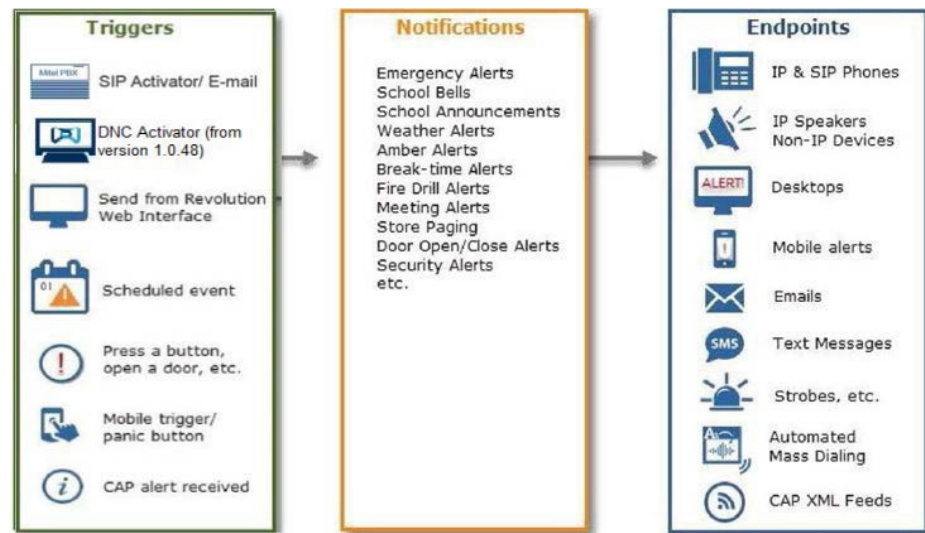 Triggers
Mitel PBX
SIP Activator/ E-mail
DNC Activator (from
version 1.0.48)
Send from Revolution
Web Interface
01
Scheduled event
!
Press a button,
open a door, etc.
Mobile trigger/
panic button
i
CAP alert received
Notifications
Emergency Alerts
School Bells
School Announcements
Weather Alerts
Amber Alerts
Break-time Alerts
Fire Drill Alerts
Meeting Alerts
Store Paging
Door Open/Close Alerts
Security Alerts
etc.
Endpoints
IP & SIP Phones
IP Speakers
Non-IP Devices
ALERT!
Desktops
!
Mobile alerts
Emails
SMS
Text Messages
Strobes, etc.
A
Automated
Mass Dialing
CAP XML Feeds